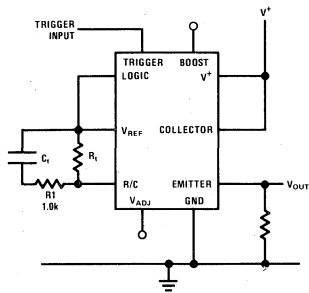 V+
TRIGGER
INPUT
TRIGGER
BOOST
LOGIC
V+
VREF
COLLECTOR
Ct
Rt
R1
1.0k
R/C
EMITTER
VOUT
VADJ
GND